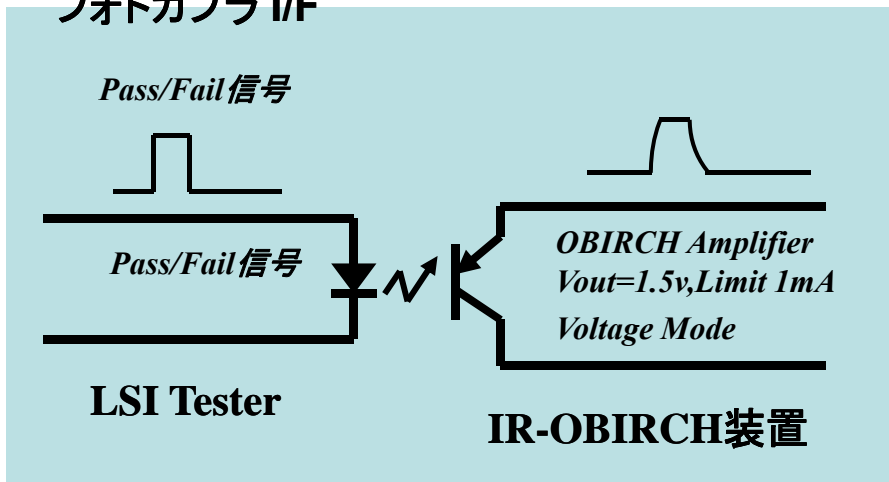 フォトカプラ I/F
Pass/Fail信号
Pass/Fail信号
OBIRCH Amplifier
Vout=1.5v,Limit 1mA
Voltage Mode
LSI Tester
IR-OBIRCH装置